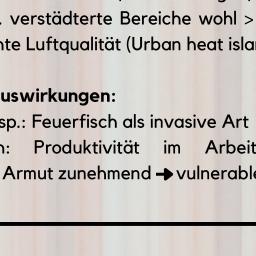 . verstädterte Bereiche wohl >
nte Luftqualität (Urban heat isla
uswirkungen:
sp.: Feuerfisch als invasive Art
n: Produktivität im Arbeit
Armut zunehmend ➔ vulnerable